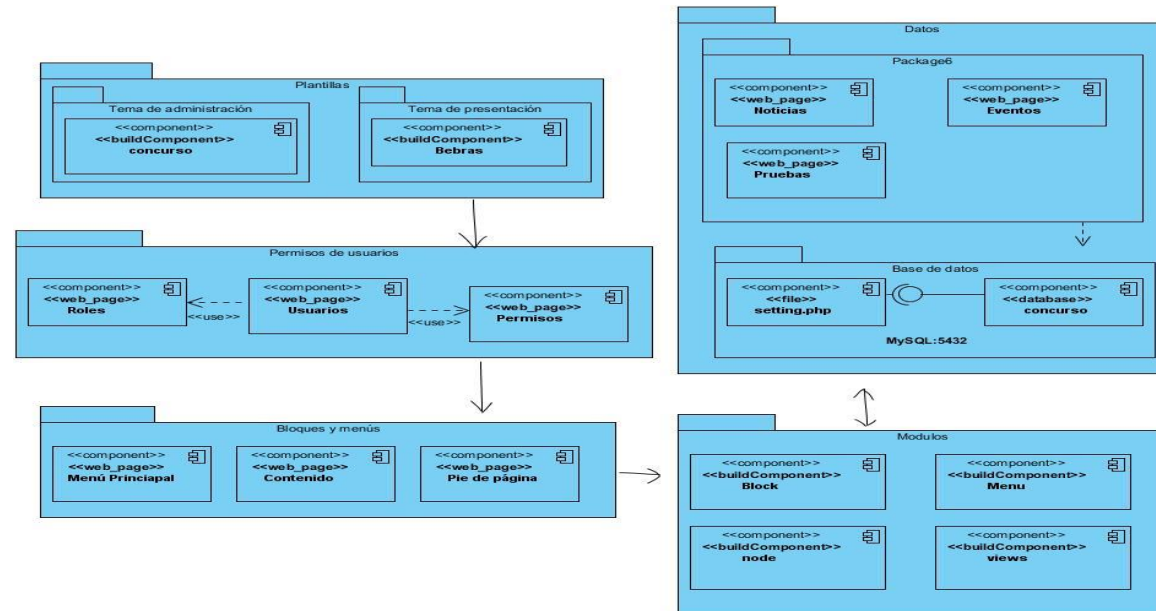 Plantillas
Tema de administración
<<component>>
<<buildComponent>>
concurso
Tema de presentación
<<component>>
<<buildComponent>>
Bebras
Permisos de usuarios
<<component>>
<<web_page>>
Roles
<<use>>
<<component>>
<<web_page>>
Usuarios
<<use>>
<<component>>
<<web_page>>
Permisos
Bloques y menús
<<component>>
<<web_page>>
Menú Princiapal
<<component>>
<<web_page>>
Contenido
<<component>>
<<web_page>>
Pie de página
Datos
Package6
<<component>>
<<web_page>>
Noticias
<<component>>
<<web_page>>
Eventos
<<component>>
<<web_page>>
Pruebas
Base de datos
<<component>>
<<file>>
setting.php
<<component>>
<<database>>
concurso
MySQL:5432
Modulos
<<component>>
<<buildComponent>>
Block
<<component>>
<<buildComponent>>
Menu
<<component>>
<<buildComponent>>
node
<<component>>
<<buildComponent>>
views